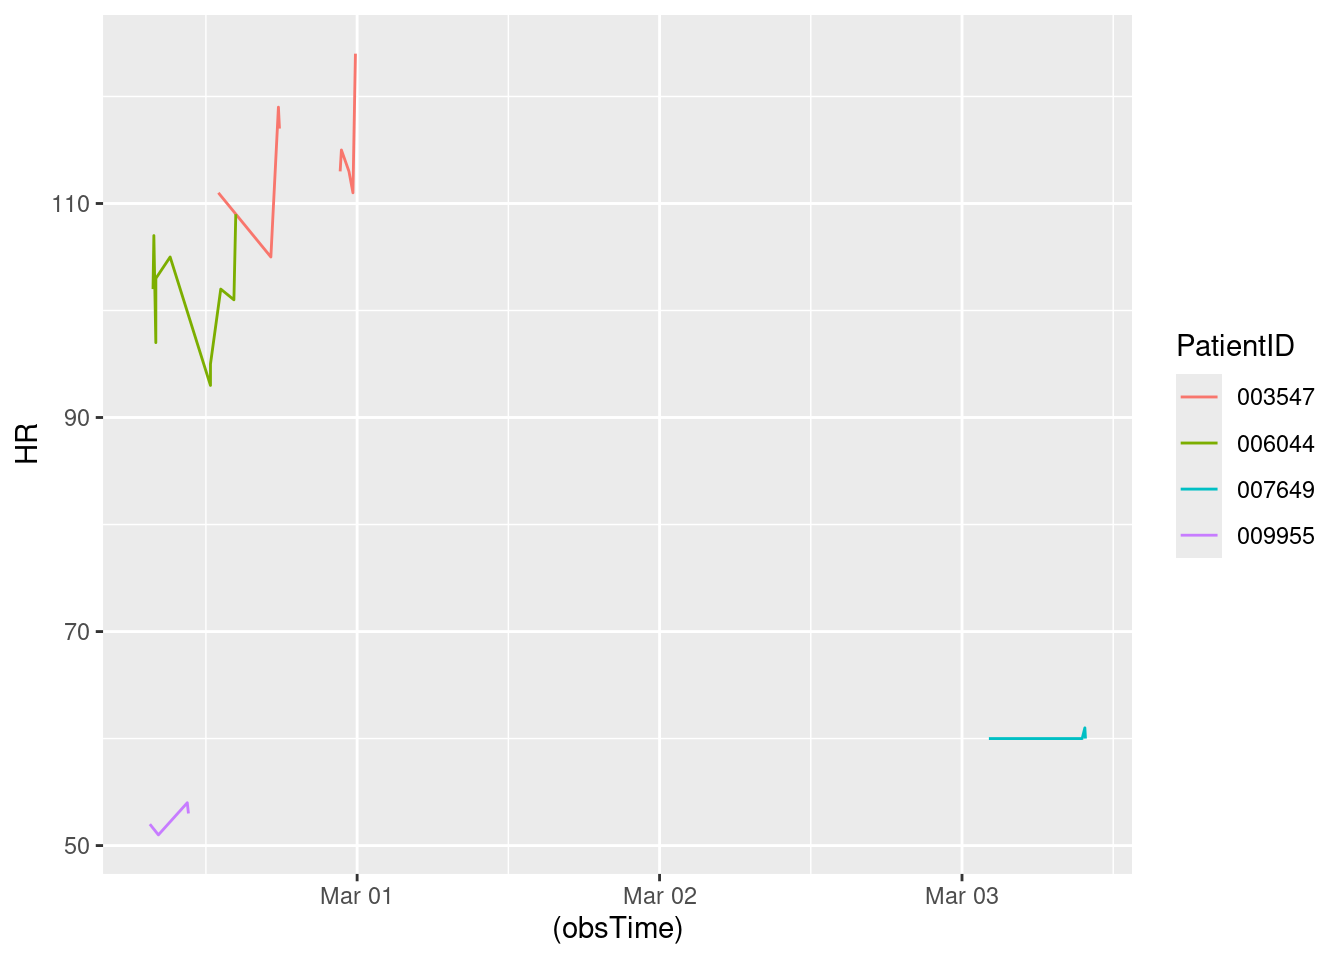 110
90
70
50
HR
Mar 01
Mar 02
Mar 03
(obsTime)
PatientID
003547
006044
007649
009955